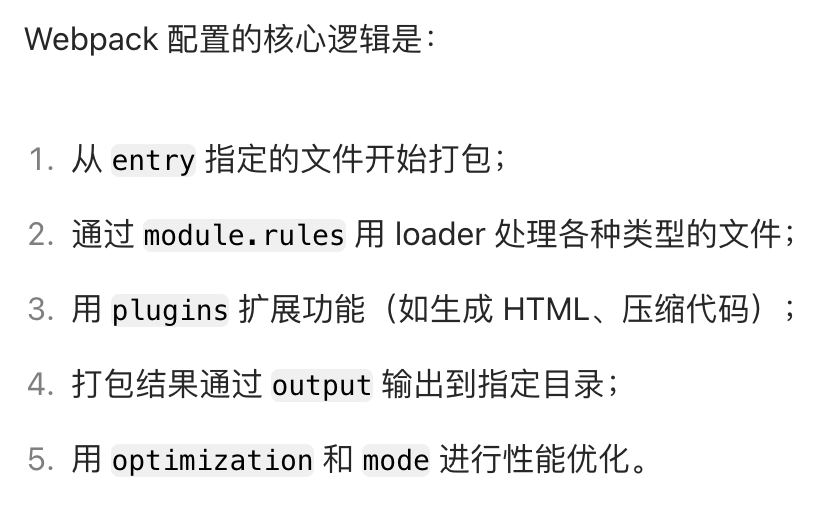 Webpack 配置的核心逻辑是：
1. 从 entry 指定的文件开始打包；
2. 通过 module.rules 用 loader 处理各种类型的文件；
3. 用 plugins 扩展功能（如生成 HTML、压缩代码）；
4. 打包结果通过 output 输出到指定目录；
5. 用 optimization 和 mode 进行性能优化。